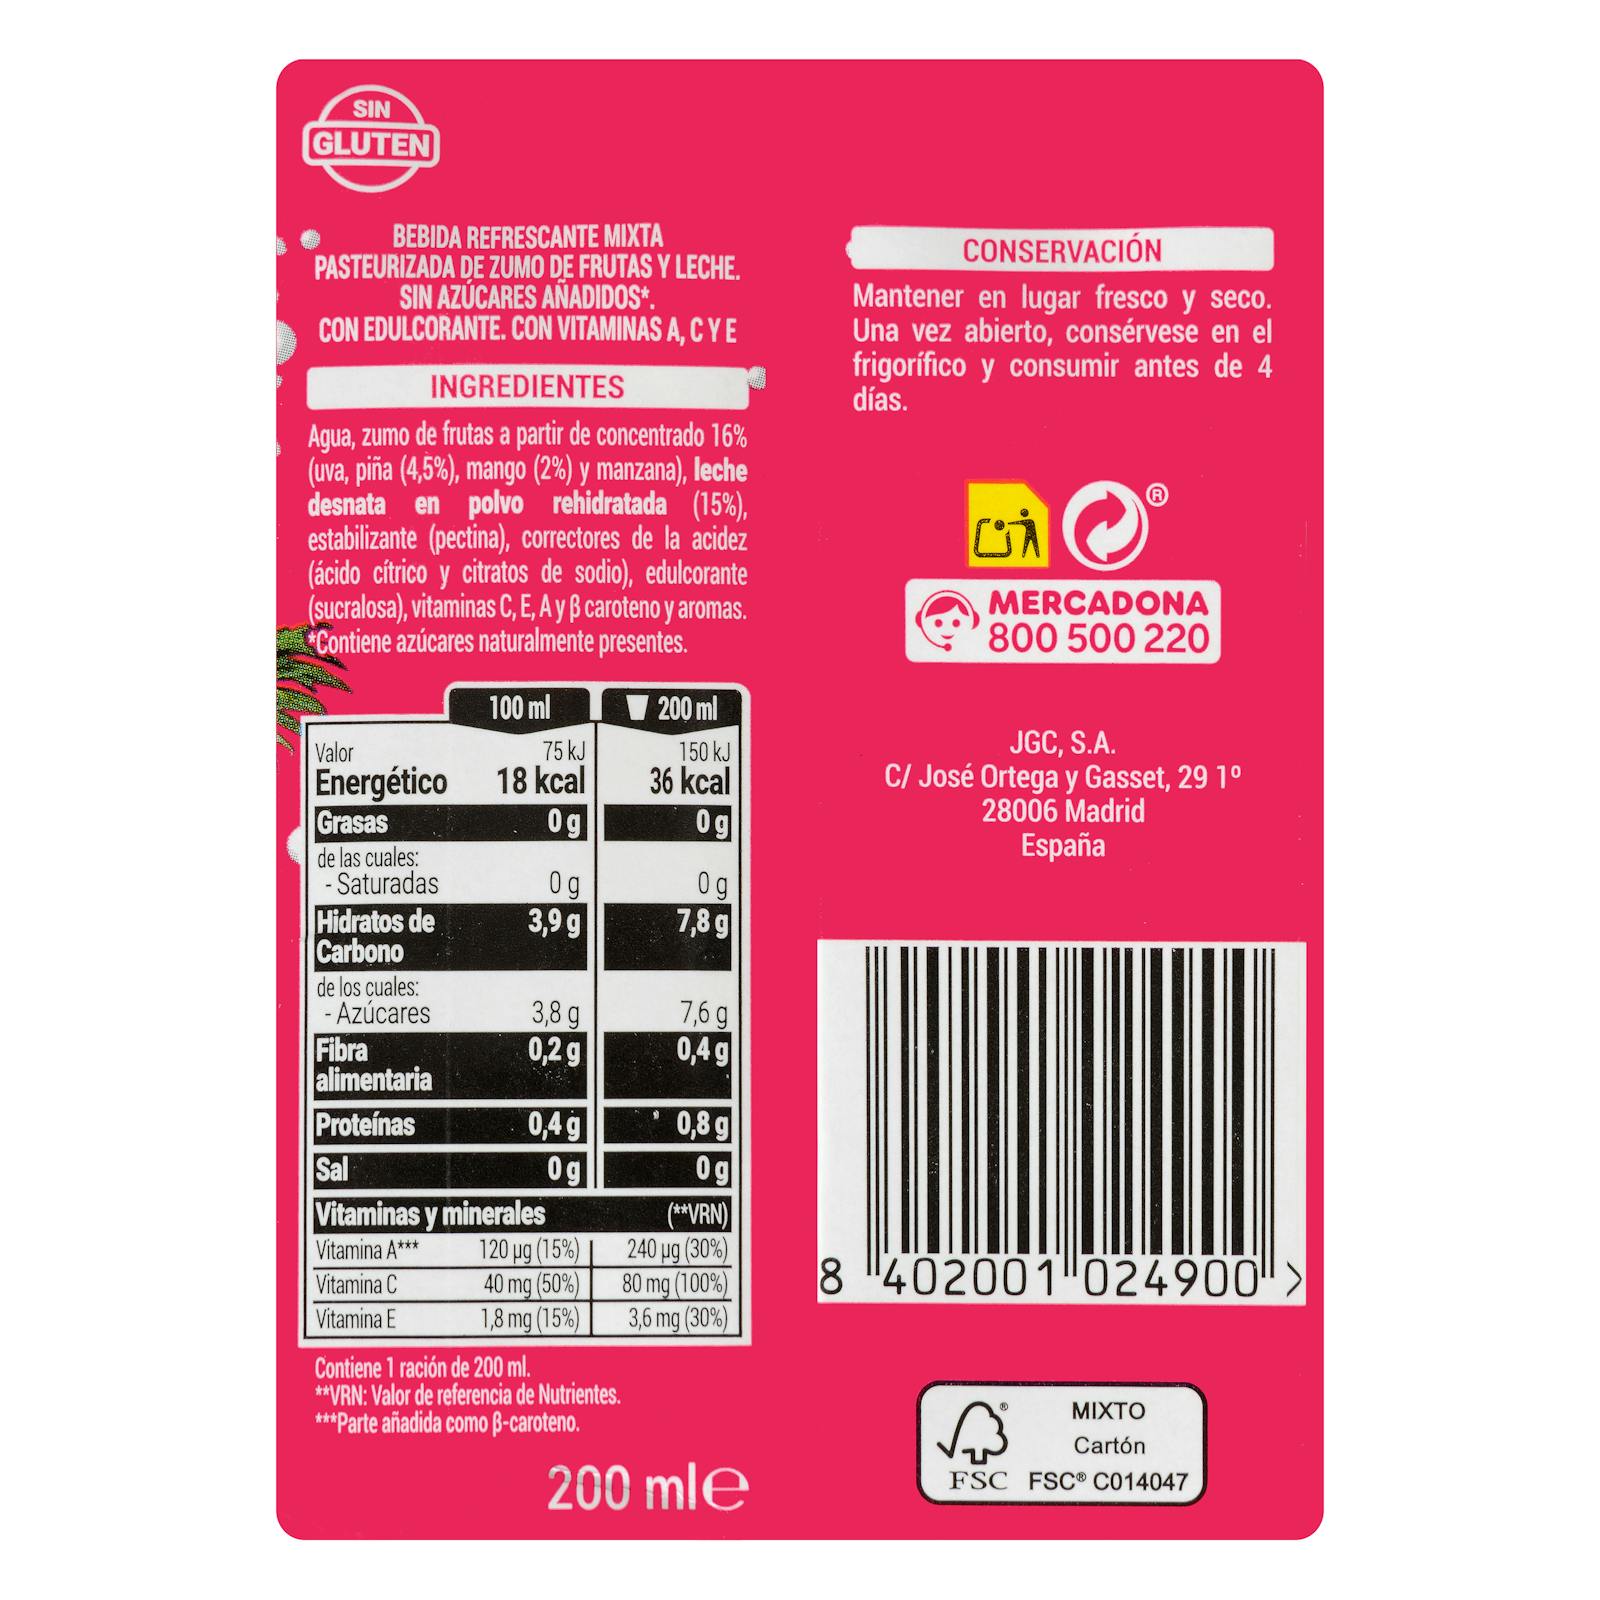 SIN
GLUTEN
BEBIDA REFRESCANTE MIXTA
PASTEURIZADA DE ZUMO DE FRUTAS Y LECHE.
SIN AZÚCARES AÑADIDOS*.
CON EDULCORANTE. CON VITAMINAS A, C Y E
INGREDIENTES
Agua, zumo de frutas a partir de concentrado 16%
(uva, piña (4,5%), mango (2%) y manzana), leche
desnata en polvo rehidratada (15%),
estabilizante (pectina), correctores de la acidez
(ácido cítrico y citratos de sodio), edulcorante
(sucralosa), vitaminas C, E, A y β caroteno y aromas.
*Contiene azúcares naturalmente presentes.
100 ml 200 ml
Valor 75 kJ 150 kJ
Energético 18 kcal 36 kcal
Grasas 0 g 0 g
de las cuales:
- Saturadas 0 g 0 g
Hidratos de 3,9 g 7,8 g
Carbono
de los cuales:
- Azúcares 3,8 g 7,6 g
Fibra 0,2 g 0,4 g
alimentaria
Proteínas 0,4 g 0,8 g
Sal 0 g 0 g
Vitaminas y minerales (**VRN)
Vitamina A*** 120 µg (15%) 240 µg (30%)
Vitamina C 40 mg (50%) 80 mg (100%)
Vitamina E 1,8 mg (15%) 3,6 mg (30%)
Contiene 1 ración de 200 ml.
**VRN: Valor de referencia de Nutrientes.
***Parte añadida como β-caroteno.
200 ml e
CONSERVACIÓN
Mantener en lugar fresco y seco.
Una vez abierto, consérvese en el
frigorífico y consumir antes de 4
días.
®
MERCADONA
800 500 220
JGC, S.A.
C/ José Ortega y Gasset, 29 1º
28006 Madrid
España
8 402001 024900 >
®
FSC
MIXTO
Cartón
FSC® C014047